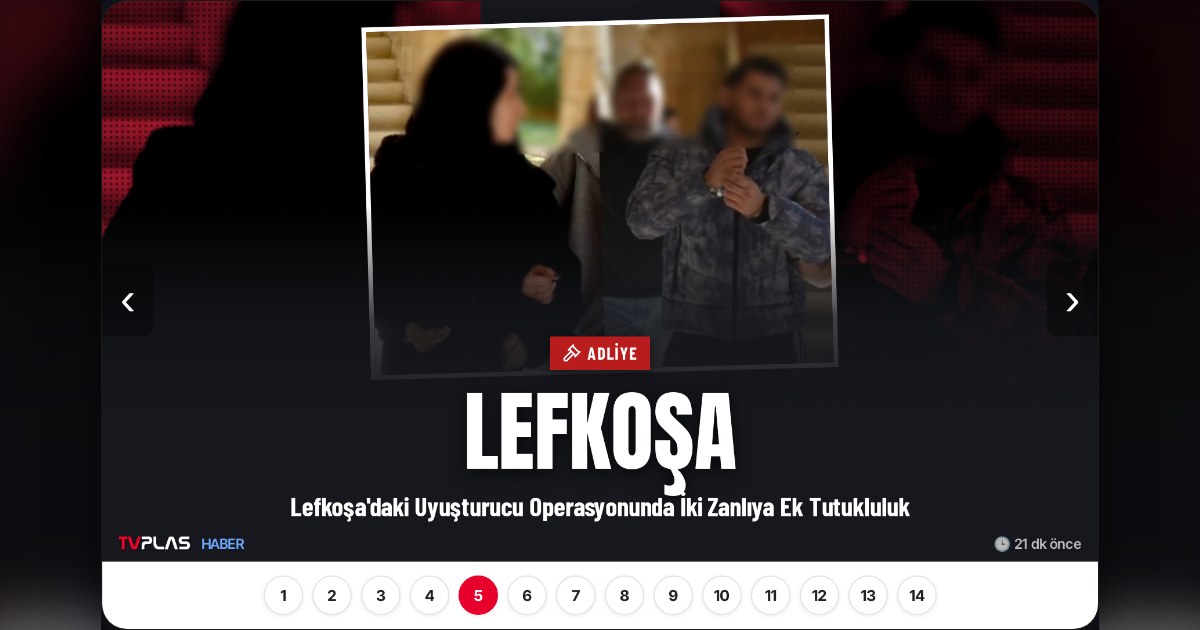 ADLİYE
LEFKOŞA
Lefkoşa'daki Uyuşturucu Operasyonunda İki Zanlıya Ek Tutukluluk
TVPLAS HABER
21 dk önce
1 2 3 4 5 6 7 8 9 10 11 12 13 14